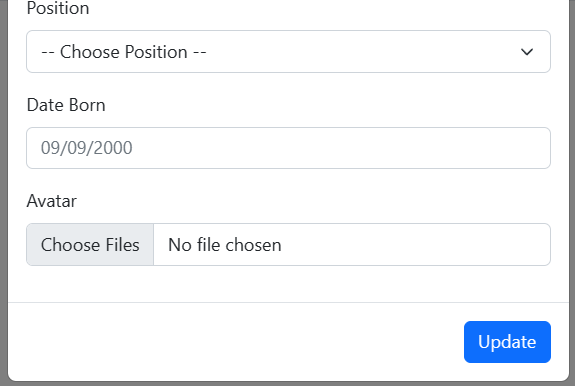 Position
-- Choose Position --
Date Born
09/09/2000
Avatar
Choose Files No file chosen
Update